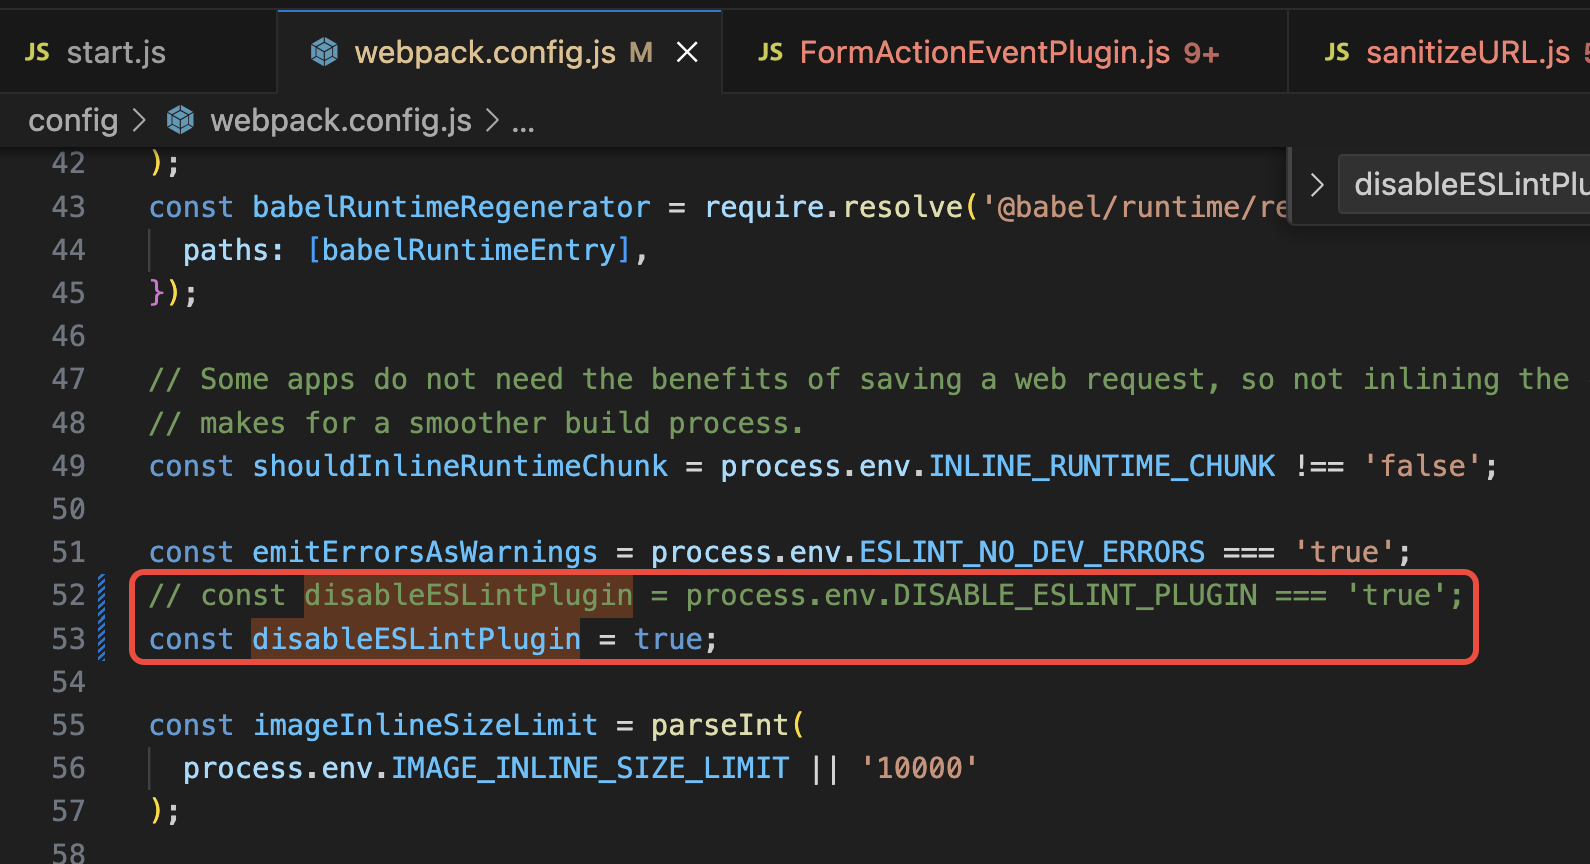 JS start.js
webpack.config.js M
JS FormActionEventPlugin.js 9+
JS sanitizeURL.js
config > webpack.config.js > ...
disableESLintPlu
42 );
43 const babelRuntimeRegenerator = require.resolve('@babel/runtime/re
44 paths: [babelRuntimeEntry],
45 });
46
47 // Some apps do not need the benefits of saving a web request, so not inlining the
48 // makes for a smoother build process.
49 const shouldInlineRuntimeChunk = process.env.INLINE_RUNTIME_CHUNK !== 'false';
50
51 const emitErrorsAsWarnings = process.env.ESLINT_NO_DEV_ERRORS === 'true';
52 // const disableESLintPlugin = process.env.DISABLE_ESLINT_PLUGIN === 'true';
53 const disableESLintPlugin = true;
54
55 const imageInlineSizeLimit = parseInt(
56 process.env.IMAGE_INLINE_SIZE_LIMIT || '10000'
57 );
58